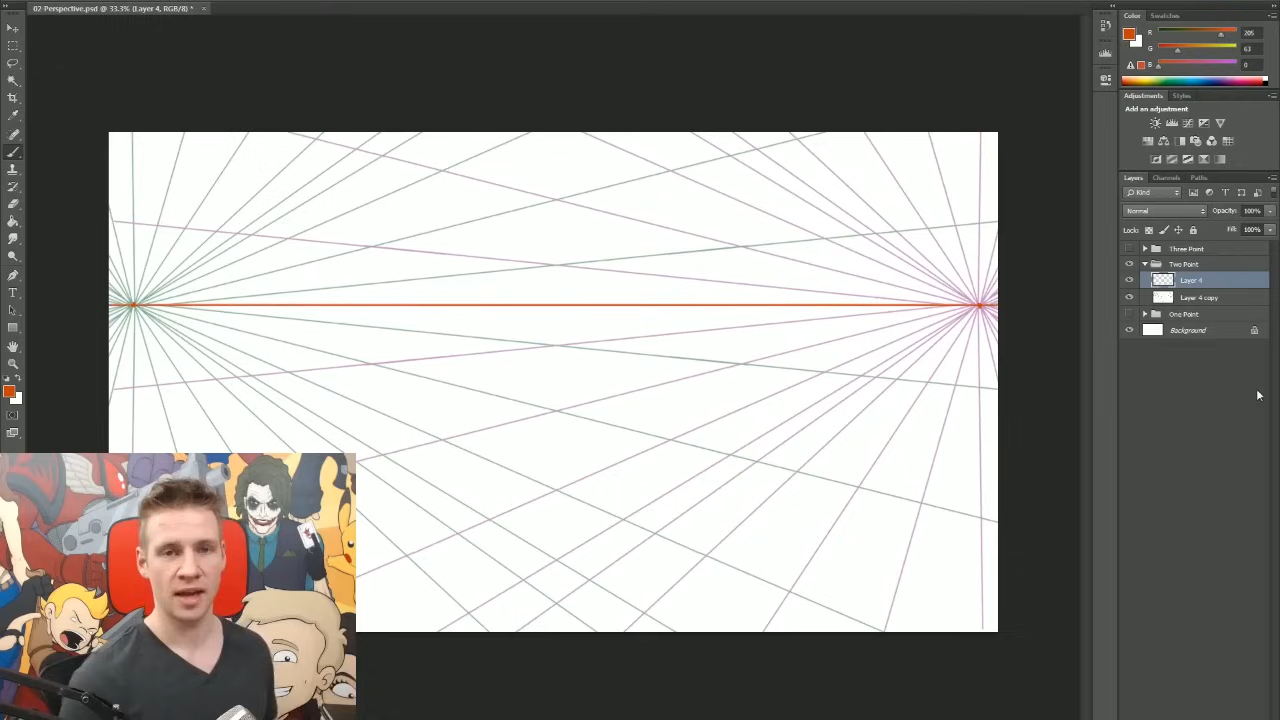 02-Perspective.psd @ 33.3% (Layer 4, RGB/8) * ×
Color Swatches
R 205
G 63
B 0
Adjustments Styles
Add an adjustment
Layers Channels Paths
Kind
Normal Opacity: 100%
Lock: Fill: 100%
Three Point
Two Point
Layer 4
Layer 4 copy
One Point
Background